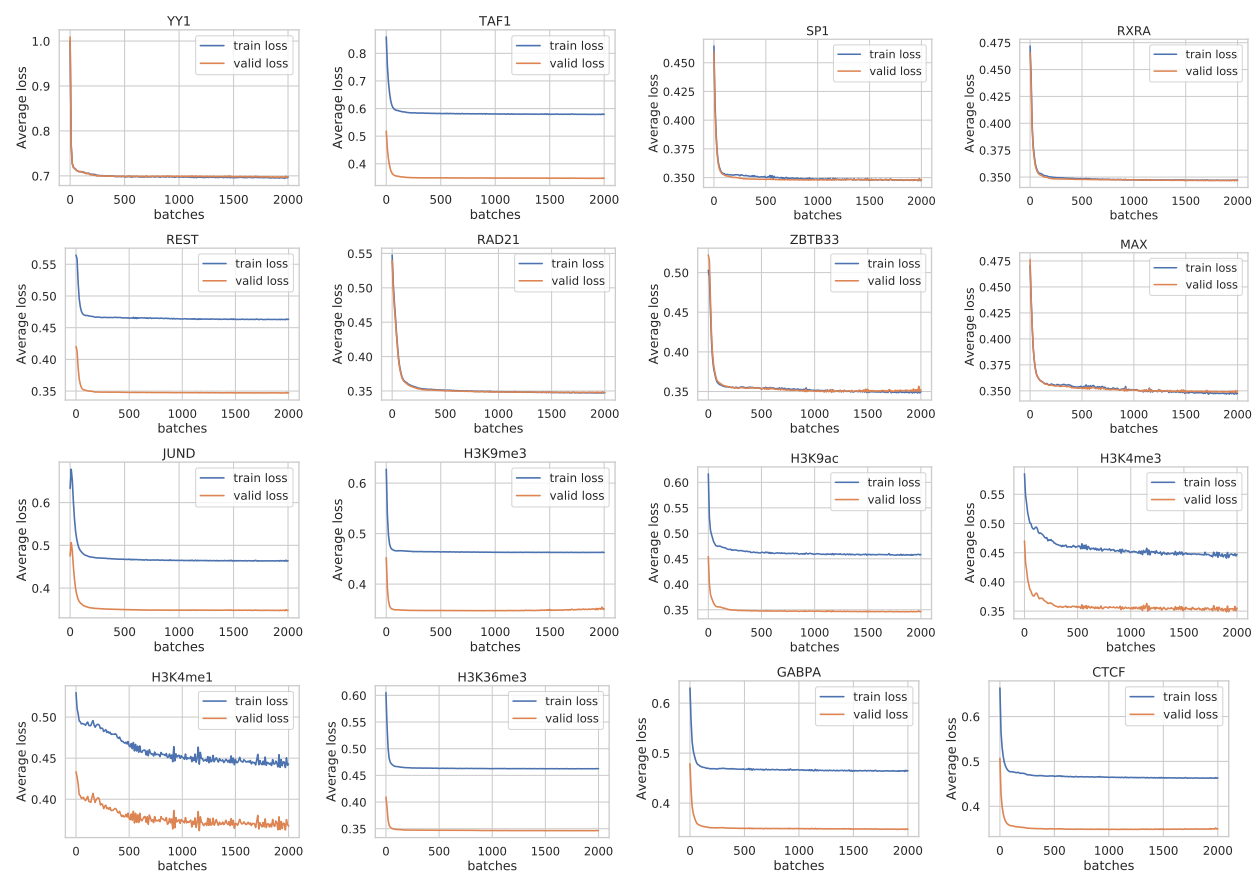 YY1
1.0
0.9
0.8
0.7
Average loss
train loss
valid loss
0 500 1000 1500 2000
batches
TAF1
0.8
0.7
0.6
0.5
0.4
Average loss
train loss
valid loss
0 500 1000 1500 2000
batches
SP1
0.450
0.425
0.400
0.375
0.350
Average loss
train loss
valid loss
0 500 1000 1500 2000
batches
RXRA
0.475
0.450
0.425
0.400
0.375
0.350
Average loss
train loss
valid loss
0 500 1000 1500 2000
batches
REST
0.55
0.50
0.45
0.40
0.35
Average loss
train loss
valid loss
0 500 1000 1500 2000
batches
RAD21
0.55
0.50
0.45
0.40
0.35
Average loss
train loss
valid loss
0 500 1000 1500 2000
batches
ZBTB33
0.50
0.45
0.40
0.35
Average loss
train loss
valid loss
0 500 1000 1500 2000
batches
MAX
0.475
0.450
0.425
0.400
0.375
0.350
Average loss
train loss
valid loss
0 500 1000 1500 2000
batches
JUND
0.6
0.5
0.4
Average loss
train loss
valid loss
0 500 1000 1500 2000
batches
H3K9me3
0.6
0.5
0.4
Average loss
train loss
valid loss
0 500 1000 1500 2000
batches
H3K9ac
0.60
0.55
0.50
0.45
0.40
0.35
Average loss
train loss
valid loss
0 500 1000 1500 2000
batches
H3K4me3
0.55
0.50
0.45
0.40
0.35
Average loss
train loss
valid loss
0 500 1000 1500 2000
batches
H3K4me1
0.50
0.45
0.40
Average loss
train loss
valid loss
0 500 1000 1500 2000
batches
H3K36me3
0.60
0.55
0.50
0.45
0.40
0.35
Average loss
train loss
valid loss
0 500 1000 1500 2000
batches
GABPA
0.6
0.5
0.4
Average loss
train loss
valid loss
0 500 1000 1500 2000
batches
CTCF
0.6
0.5
0.4
Average loss
train loss
valid loss
0 500 1000 1500 2000
batches